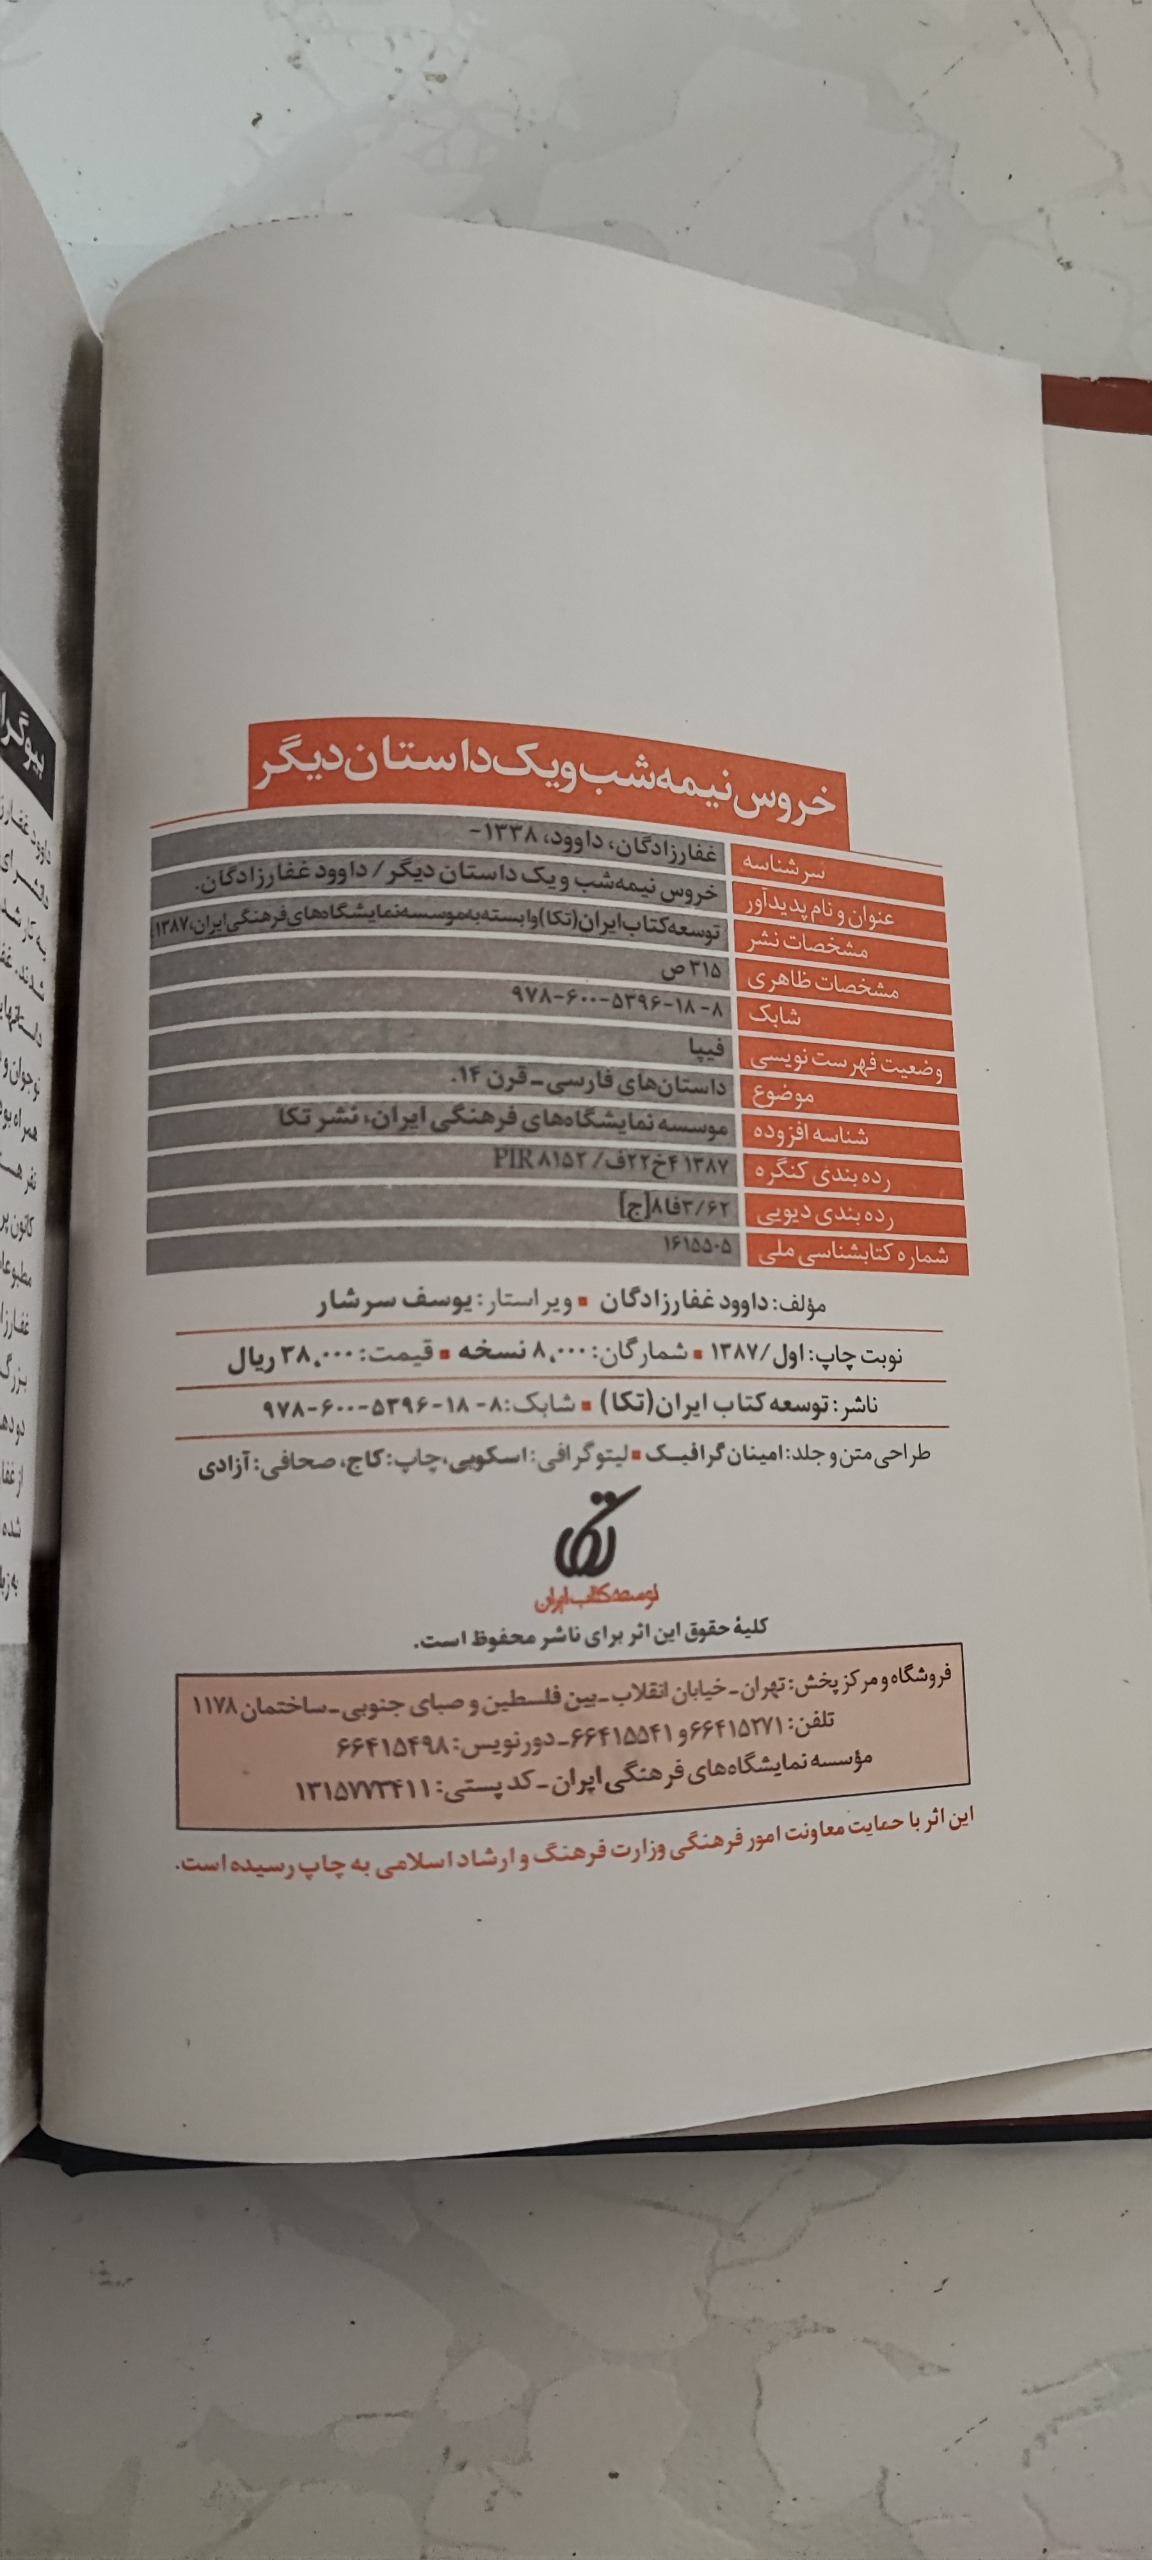 خروس نیمه‌شب و یک داستان دیگر
سرشناسه غفارزادگان، داوود، ۱۳۳۸-
عنوان و نام پدیدآور خروس نیمه‌شب و یک داستان دیگر / داوود غفارزادگان.
مشخصات نشر توسعه کتاب ایران (تکا) وابسته به موسسه نمایشگاه‌های فرهنگی ایران، ۱۳۸۷.
مشخصات ظاهری ۳۱۵ ص
شابک ۹۷۸-۶۰۰-۵۳۹۶-۱۸-۸
وضعیت فهرست نویسی فیپا
موضوع داستان‌های فارسی ـ قرن ۱۴.
شناسه افزوده موسسه نمایشگاه‌های فرهنگی ایران، نشر تکا
رده بندی کنگره ۱۳۸۷ ۴خ۲۲ف/ PIR ۸۱۵۲
رده بندی دیویی ۳/۶۲فا۸[ج]
شماره کتابشناسی ملی ۱۶۱۵۵۰۵
مؤلف: داوود غفارزادگان ▪ ویراستار: یوسف سرشار
نوبت چاپ: اول/۱۳۸۷ ▪ شمارگان: ۸،۰۰۰ نسخه ▪ قیمت: ۳۸،۰۰۰ ریال
ناشر: توسعه کتاب ایران (تکا) ▪ شابک: ۸-۱۸-۵۳۹۶-۶۰۰-۹۷۸
طراحی متن و جلد: امینان گرافیک ▪ لیتوگرافی: اسکویی، چاپ: کاج، صحافی: آزادی
تکا
توسعه کتاب ایران
کلیهٔ حقوق این اثر برای ناشر محفوظ است.
فروشگاه و مرکز پخش: تهران ـ خیابان انقلاب ـ بین فلسطین و صبای جنوبی ـ ساختمان ۱۱۷۸
تلفن: ۶۶۴۱۵۲۷۱ و ۶۶۴۱۵۵۴۱ ـ دورنویس: ۶۶۴۱۵۴۹۸
مؤسسه نمایشگاه‌های فرهنگی ایران ـ کد پستی: ۱۳۱۵۷۷۳۴۱۱
این اثر با حمایت معاونت امور فرهنگی وزارت فرهنگ و ارشاد اسلامی به چاپ رسیده است.